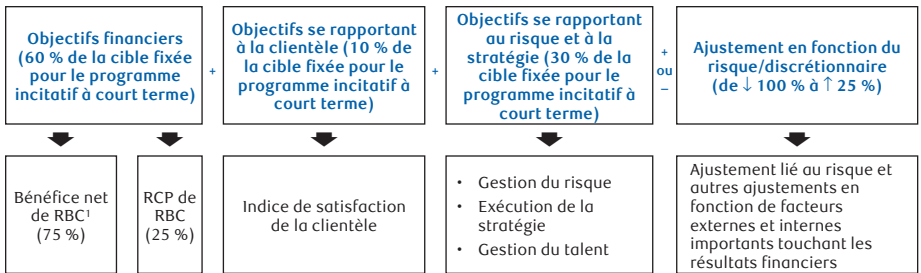 Objectifs financiers
(60 % de la cible fixée
pour le programme
incitatif à court terme)
+
Objectifs se rapportant
à la clientèle (10 % de
la cible fixée pour le
programme incitatif à
court terme)
+
Objectifs se rapportant
au risque et à la
stratégie (30 % de la
cible fixée pour le
programme incitatif à
court terme)
+
ou
–
Ajustement en fonction du
risque/discrétionnaire
(de ↓ 100 % à ↑ 25 %)
Bénéfice net
de RBC¹
(75 %)
RCP de
RBC
(25 %)
Indice de satisfaction
de la clientèle
• Gestion du risque
• Exécution de la
stratégie
• Gestion du talent
Ajustement lié au risque et
autres ajustements en
fonction de facteurs
externes et internes
importants touchant les
résultats financiers